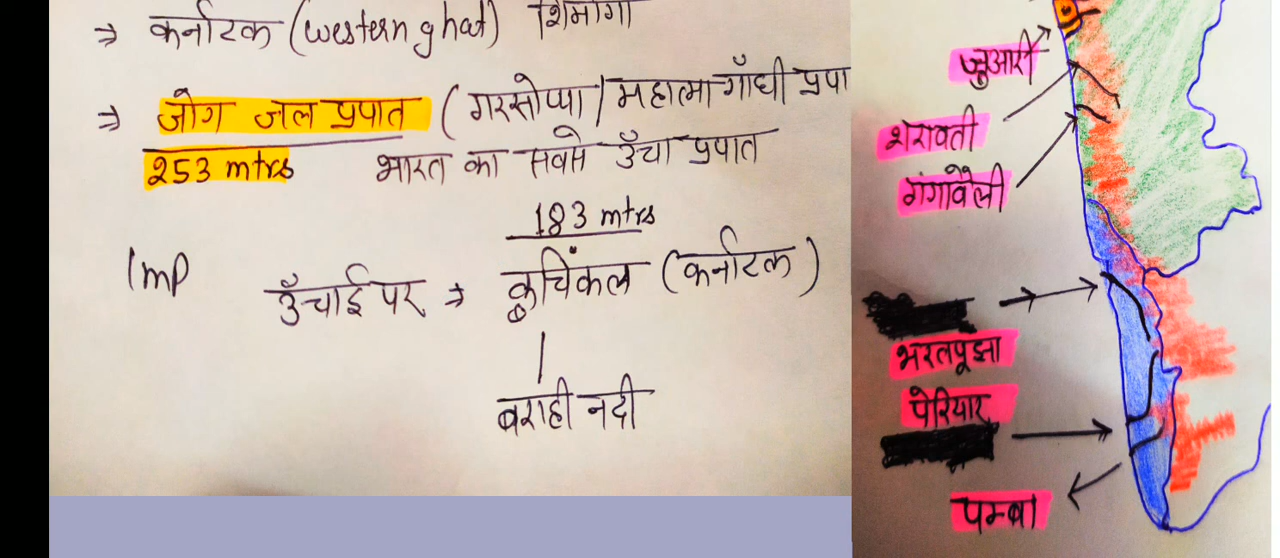 ⇒ कर्नाटक (western ghat) शिमोगा
⇒ जोग जल प्रपात (गरसोप्पा / महात्मा गाँधी प्रपा
253 mtrs भारत का सबसे ऊँचा प्रपात
183 mtrs
Imp ऊँचाई पर ⇒ कुचिंकल (कर्नाटक)
बराही नदी
जुआरी
शरावती
गंगावेली
भरतपूझा
पेरियार
पम्बा